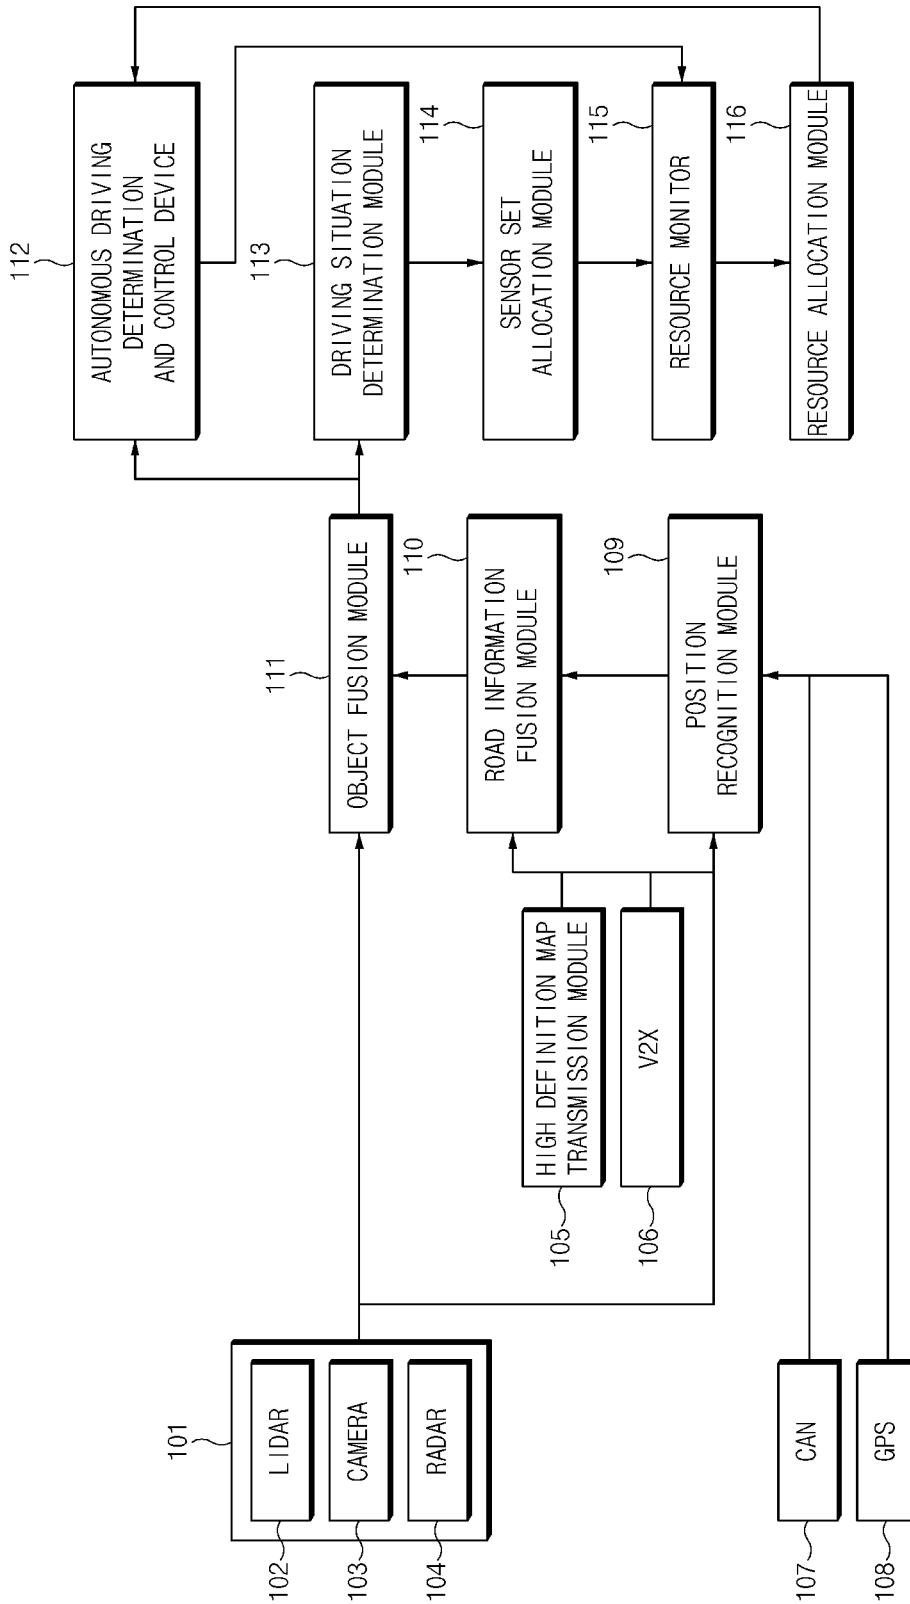 101
LIDAR
102
CAMERA
103
RADAR
104
HIGH DEFINITION MAP
TRANSMISSION MODULE
105
V2X
106
CAN
107
GPS
108
111
OBJECT FUSION MODULE
110
ROAD INFORMATION
FUSION MODULE
109
POSITION
RECOGNITION MODULE
112
AUTONOMOUS DRIVING
DETERMINATION
AND CONTROL DEVICE
113
DRIVING SITUATION
DETERMINATION MODULE
114
SENSOR SET
ALLOCATION MODULE
115
RESOURCE MONITOR
116
RESOURCE ALLOCATION MODULE